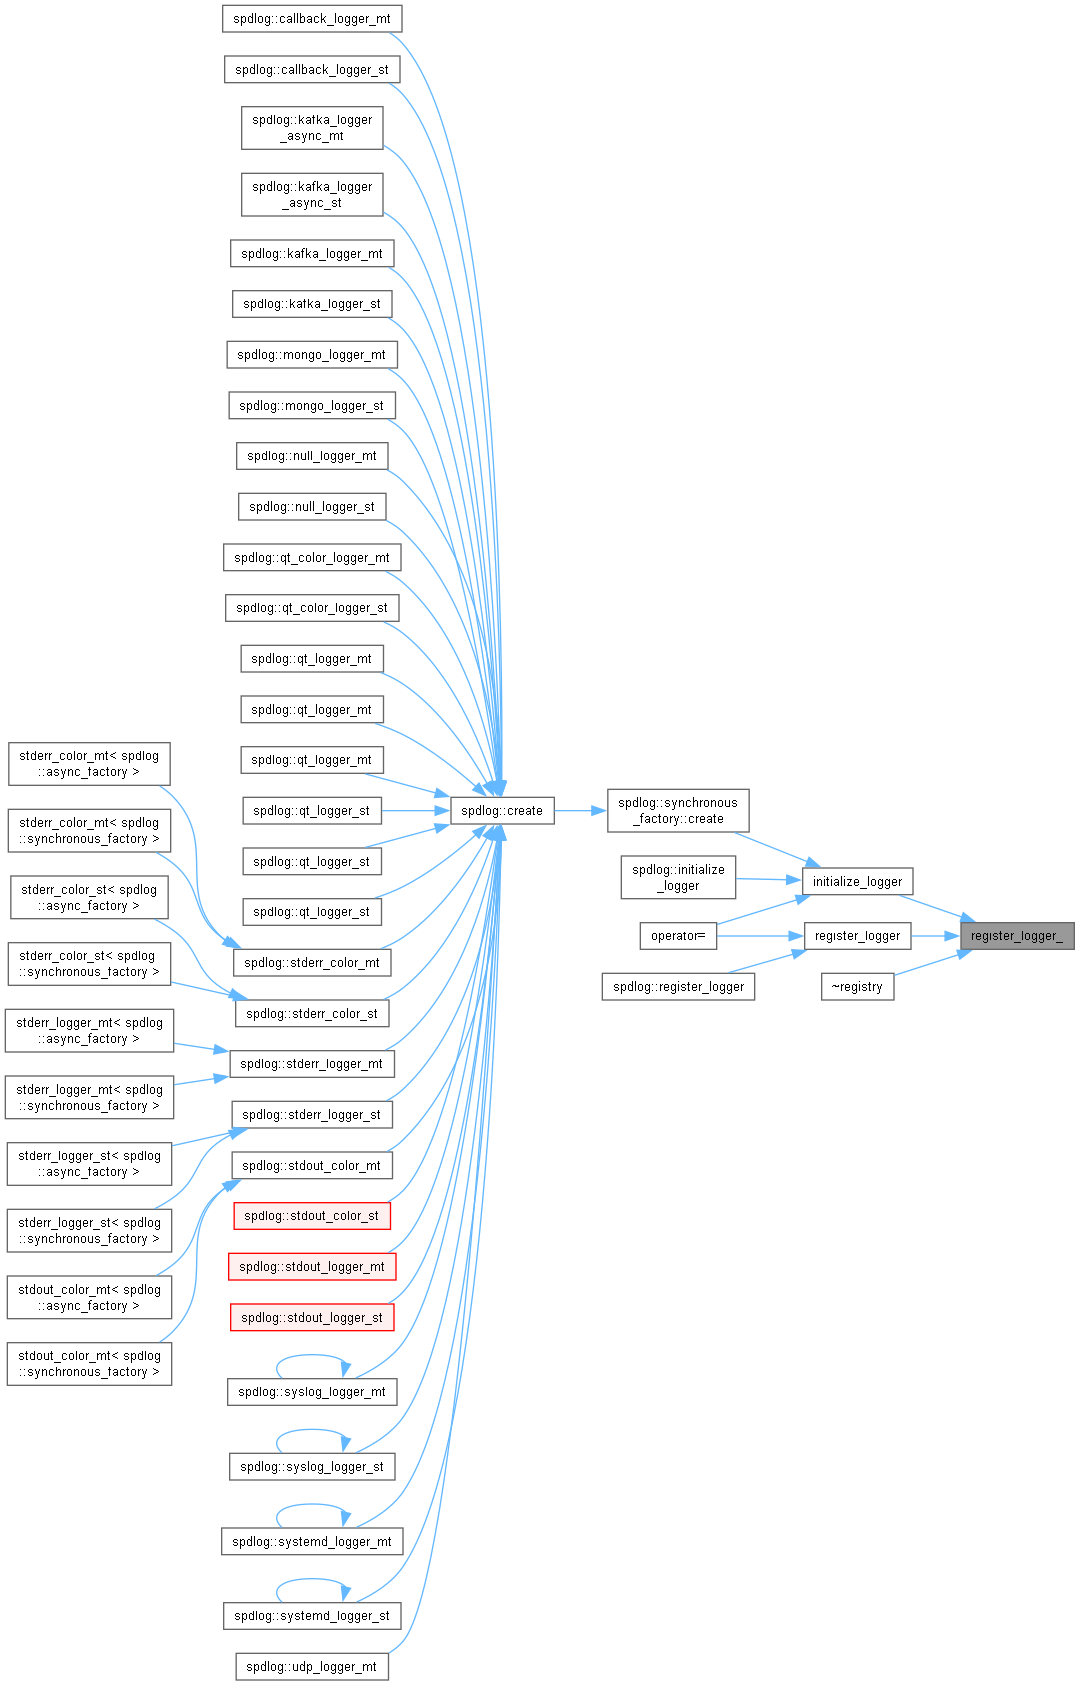 spdlog::callback_logger_mt
spdlog::callback_logger_st
spdlog::kafka_logger
_async_mt
spdlog::kafka_logger
_async_st
spdlog::kafka_logger_mt
spdlog::kafka_logger_st
spdlog::mongo_logger_mt
spdlog::mongo_logger_st
spdlog::null_logger_mt
spdlog::null_logger_st
spdlog::qt_color_logger_mt
spdlog::qt_color_logger_st
spdlog::qt_logger_mt
spdlog::qt_logger_mt
spdlog::qt_logger_mt
spdlog::qt_logger_st
spdlog::qt_logger_st
spdlog::qt_logger_st
stderr_color_mt< spdlog
::async_factory >
stderr_color_mt< spdlog
::synchronous_factory >
stderr_color_st< spdlog
::async_factory >
stderr_color_st< spdlog
::synchronous_factory >
stderr_logger_mt< spdlog
::async_factory >
stderr_logger_mt< spdlog
::synchronous_factory >
stderr_logger_st< spdlog
::async_factory >
stderr_logger_st< spdlog
::synchronous_factory >
stdout_color_mt< spdlog
::async_factory >
stdout_color_mt< spdlog
::synchronous_factory >
spdlog::stderr_color_mt
spdlog::stderr_color_st
spdlog::stderr_logger_mt
spdlog::stderr_logger_st
spdlog::stdout_color_mt
spdlog::stdout_color_st
spdlog::stdout_logger_mt
spdlog::stdout_logger_st
spdlog::syslog_logger_mt
spdlog::syslog_logger_st
spdlog::systemd_logger_mt
spdlog::systemd_logger_st
spdlog::udp_logger_mt
spdlog::create
spdlog::synchronous
_factory::create
spdlog::initialize
_logger
operator=
spdlog::register_logger
initialize_logger
register_logger
~registry
register_logger_